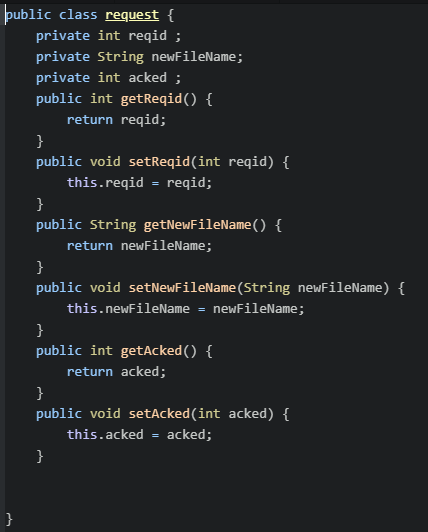 public class request {
    private int reqid ;
    private String newFileName;
    private int acked ;
    public int getReqid() {
        return reqid;
    }
    public void setReqid(int reqid) {
        this.reqid = reqid;
    }
    public String getNewFileName() {
        return newFileName;
    }
    public void setNewFileName(String newFileName) {
        this.newFileName = newFileName;
    }
    public int getAcked() {
        return acked;
    }
    public void setAcked(int acked) {
        this.acked = acked;
    }
}